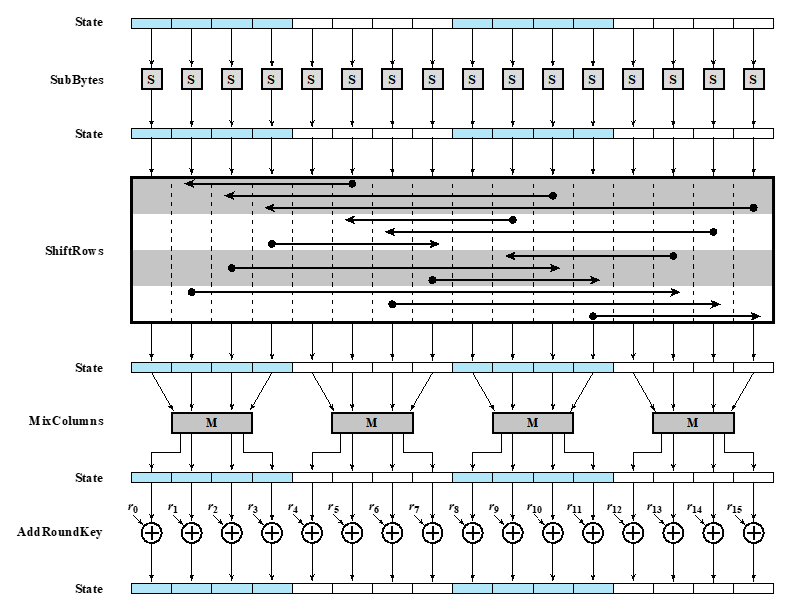 State
SubBytes
S S S S S S S S S S S S S S S S
State
ShiftRows
State
MixColumns
M M M M
State
r0 r1 r2 r3 r4 r5 r6 r7 r8 r9 r10 r11 r12 r13 r14 r15
AddRoundKey
State